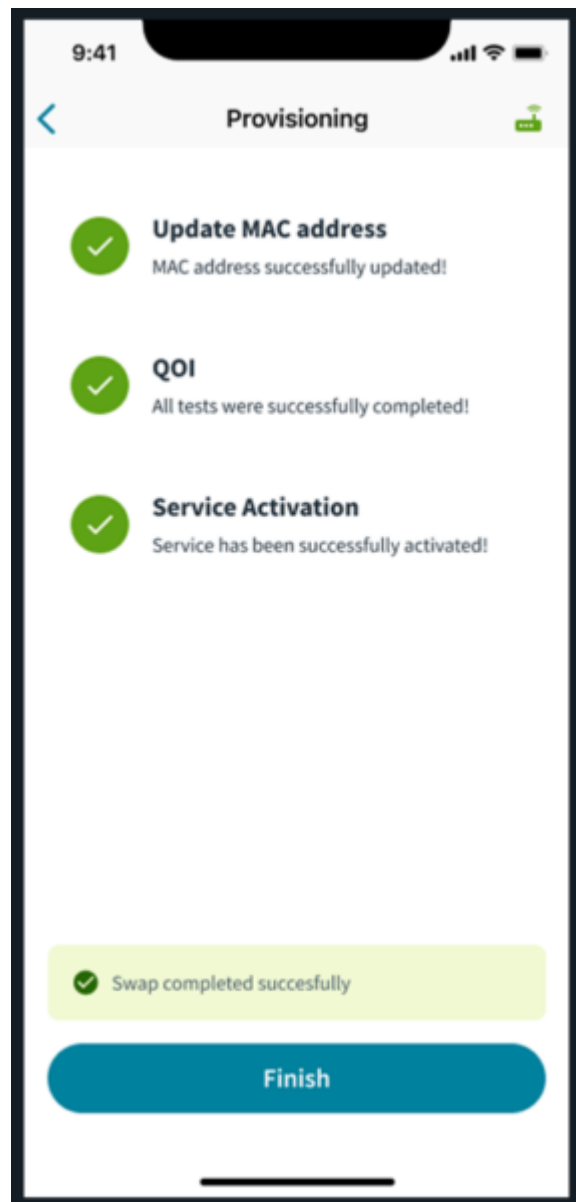 9:41
Provisioning
Update MAC address
MAC address successfully updated!
QOI
All tests were successfully completed!
Service Activation
Service has been successfully activated!
Swap completed succesfully
Finish